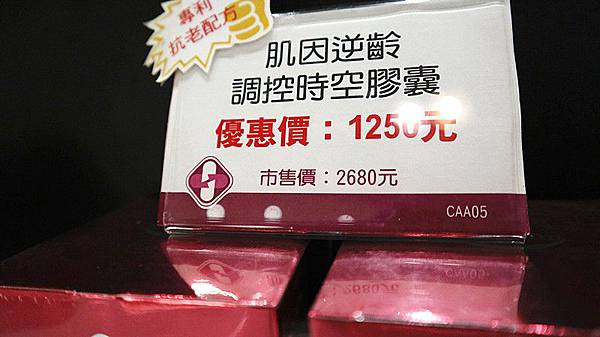 專利
抗老配方
肌因逆齡
調控時空膠囊
優惠價：1250元
市售價：2680元
CAA05